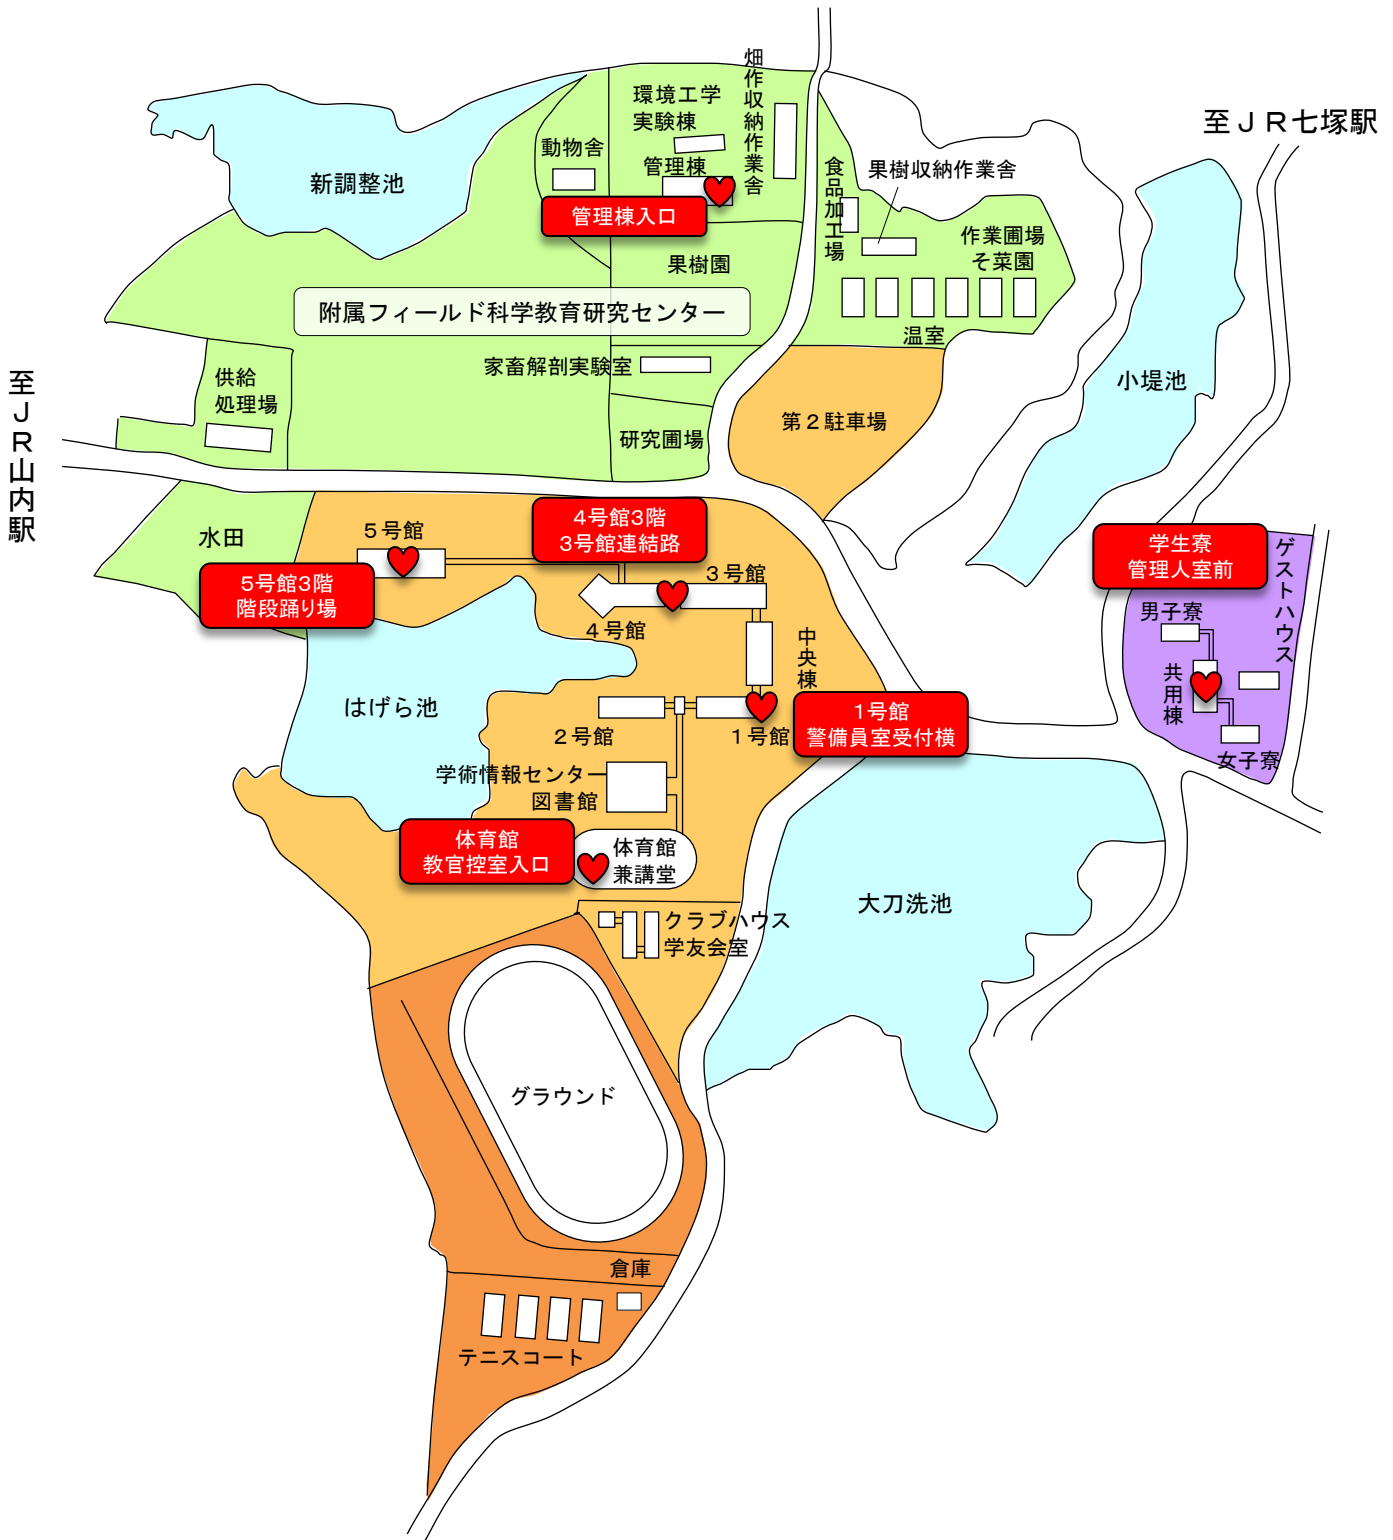 至ＪＲ七塚駅
畑作収納作業舎
環境工学
実験棟
動物舎
管理棟
新調整池
管理棟入口
食品加工場
果樹収納作業舎
作業圃場
そ菜園
果樹園
附属フィールド科学教育研究センター
温室
家畜解剖実験室
供給
処理場
至ＪＲ山内駅
小堤池
第２駐車場
研究圃場
水田
５号館
4号館3階
3号館連結路
学生寮
管理人室前
ゲストハウス
5号館3階
階段踊り場
３号館
４号館
男子寮
中央棟
共用棟
はげら池
２号館
１号館
1号館
警備員室受付横
女子寮
学術情報センター
図書館
体育館
教官控室入口
体育館
兼講堂
大刀洗池
クラブハウス
学友会室
グラウンド
倉庫
テニスコート